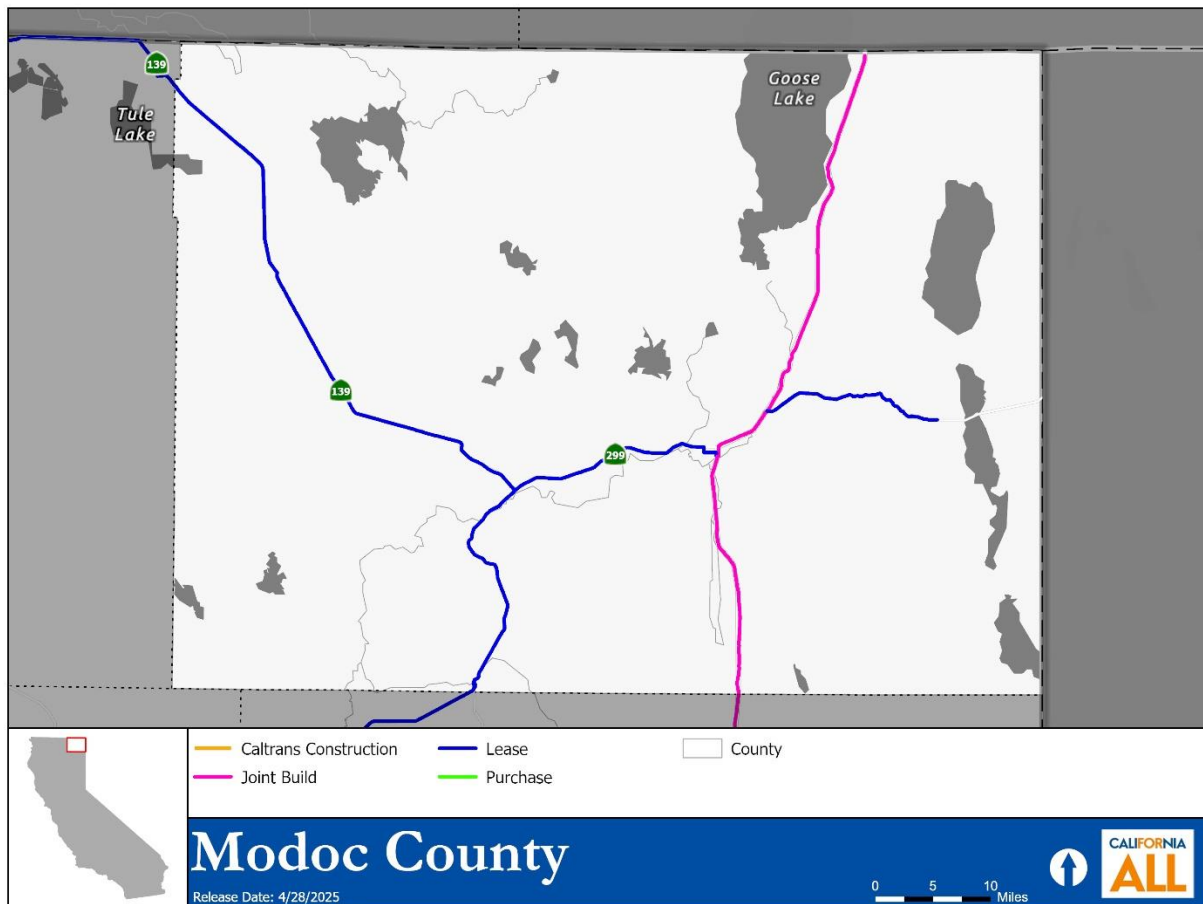 139
Tule
Lake
Goose
Lake
139
299
Caltrans Construction
Lease
County
Joint Build
Purchase
Modoc County
Release Date: 4/28/2025
0 5 10
Miles
CALIFORNIA
ALL